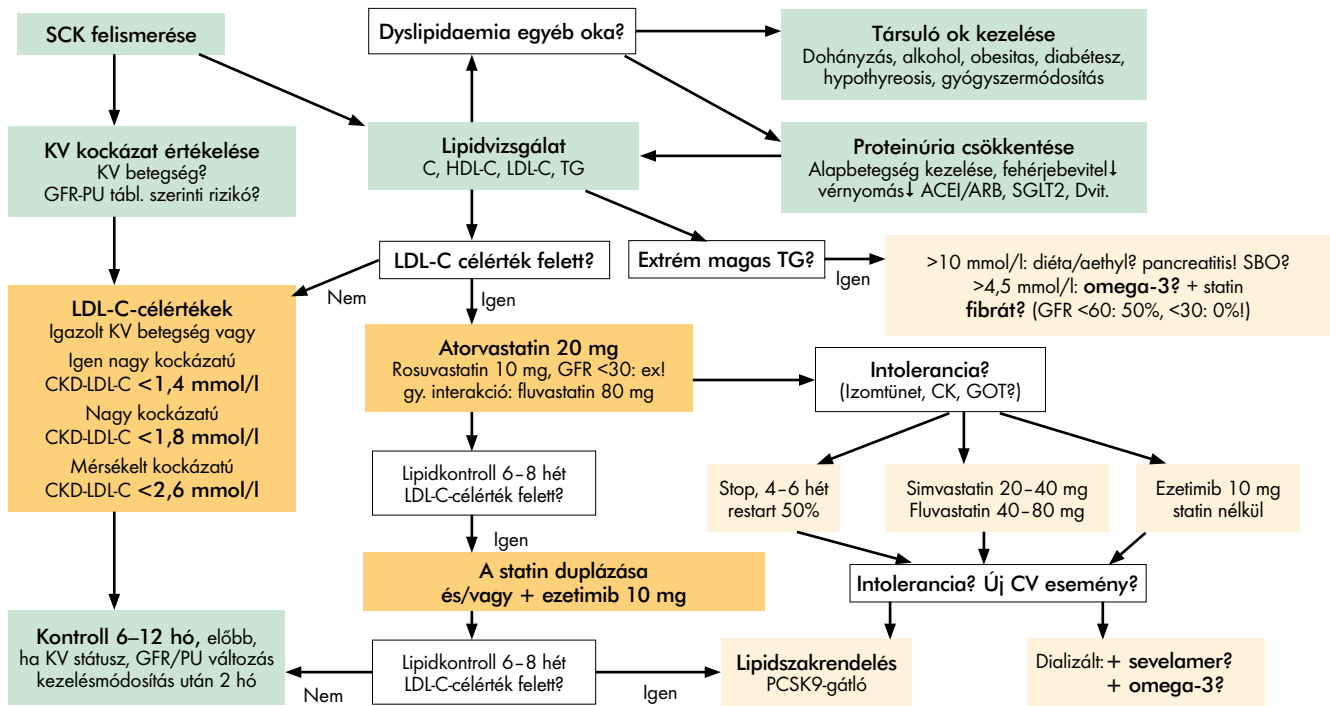 SCK felismerése
Dyslipidaemia egyéb oka?
Társuló ok kezelése
Dohányzás, alkohol, obesitas, diabétesz,
hypothyreosis, gyógyszermódosítás
KV kockázat értékelése
KV betegség?
GFR-PU tábl. szerinti rizikó?
Lipidvizsgálat
C, HDL-C, LDL-C, TG
Proteinúria csökkentése
Alapbetegség kezelése, fehérjebevitel↓
vérnyomás↓ ACEI/ARB, SGLT2, Dvit.
LDL-C célérték felett?
Nem
Igen
Extrém magas TG?
Igen
>10 mmol/l: diéta/aethyl? pancreatitis! SBO?
>4,5 mmol/l: omega-3? + statin
fibrát? (GFR <60: 50%, <30: 0%!)
LDL-C-célértékek
Igazolt KV betegség vagy
Igen nagy kockázatú
CKD-LDL-C <1,4 mmol/l
Nagy kockázatú
CKD-LDL-C <1,8 mmol/l
Mérsékelt kockázatú
CKD-LDL-C <2,6 mmol/l
Atorvastatin 20 mg
Rosuvastatin 10 mg, GFR <30: ex!
gy. interakció: fluvastatin 80 mg
Intolerancia?
(Izomtünet, CK, GOT?)
Lipidkontroll 6–8 hét
LDL-C-célérték felett?
Igen
Stop, 4–6 hét
restart 50%
Simvastatin 20–40 mg
Fluvastatin 40–80 mg
Ezetimib 10 mg
statin nélkül
A statin duplázása
és/vagy + ezetimib 10 mg
Intolerancia? Új CV esemény?
Kontroll 6–12 hó, előbb,
ha KV státusz, GFR/PU változás
kezelésmódosítás után 2 hó
Nem
Lipidkontroll 6–8 hét
LDL-C-célérték felett?
Igen
Lipidszakrendelés
PCSK9-gátló
Dializált: + sevelamer?
+ omega-3?